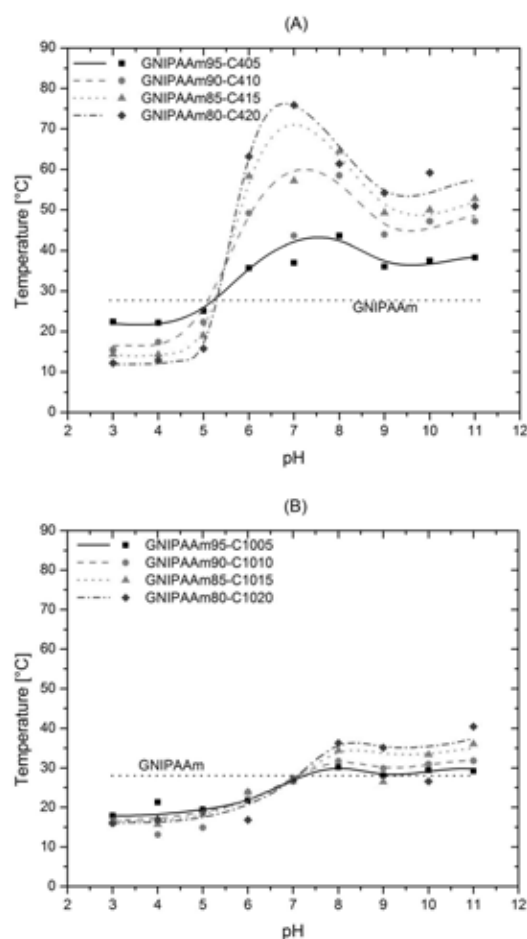 (A)
90
80
70
60
50
40
30
20
10
0
Temperature [°C]
GNIPAAm95-C405
GNIPAAm90-C410
GNIPAAm85-C415
GNIPAAm80-C420
GNIPAAm
2 3 4 5 6 7 8 9 10 11 12
pH
(B)
90
80
70
60
50
40
30
20
10
0
Temperature [°C]
GNIPAAm95-C1005
GNIPAAm90-C1010
GNIPAAm85-C1015
GNIPAAm80-C1020
GNIPAAm
2 3 4 5 6 7 8 9 10 11 12
pH